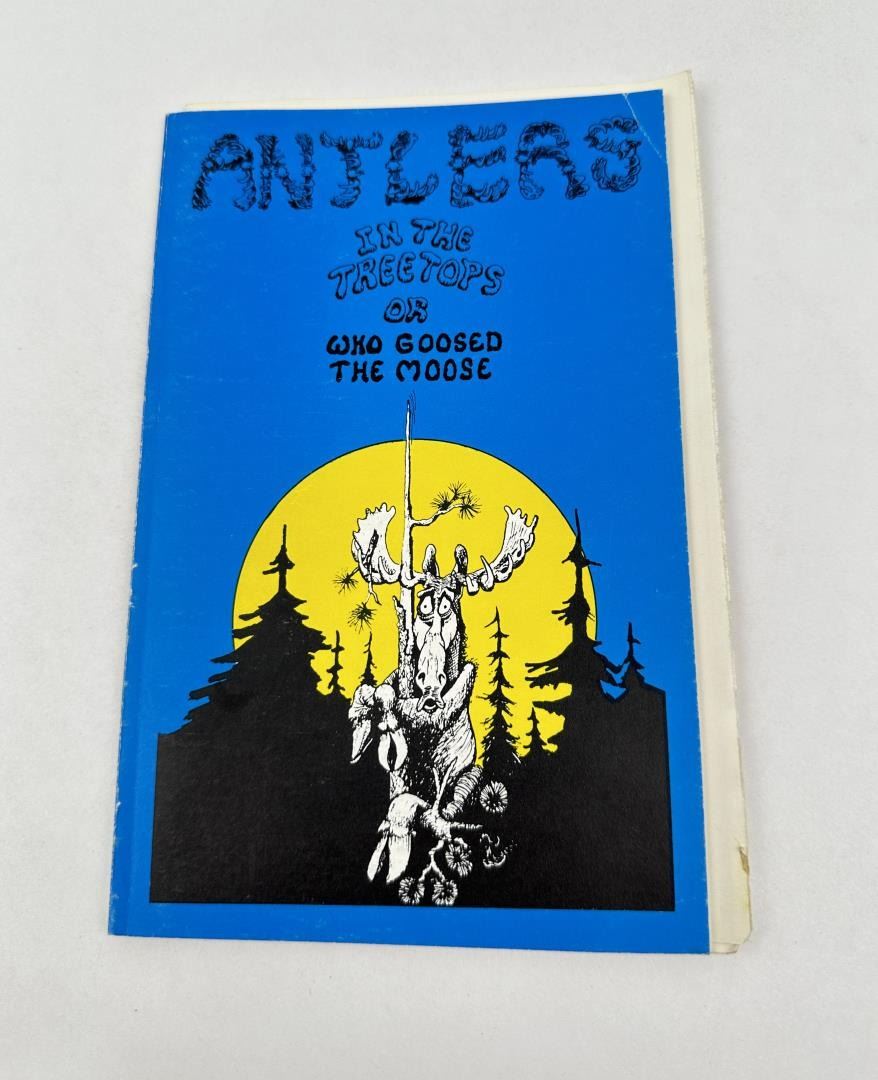 ANTLERS
IN THE
TREETOPS
OR
WHO GOOSED
THE MOOSE